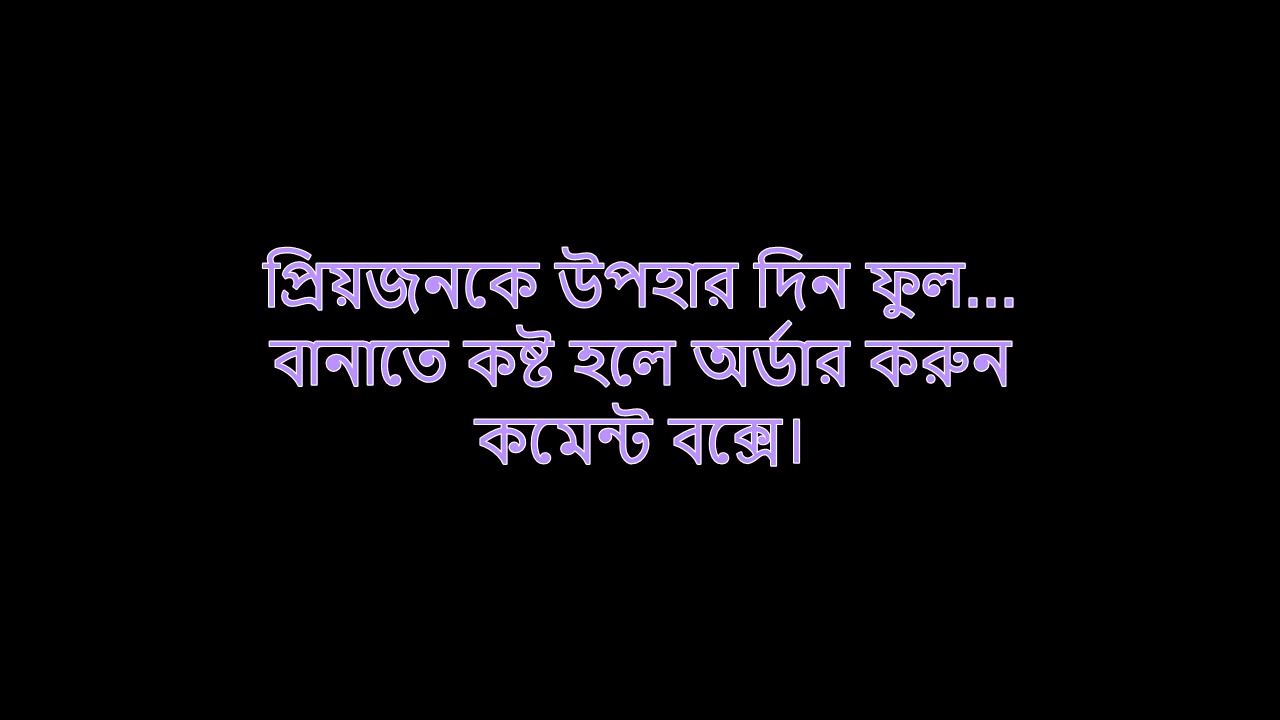 প্রিয়জনকে উপহার দিন ফুল...
বানাতে কষ্ট হলে অর্ডার করুন
কমেন্ট বক্সে।